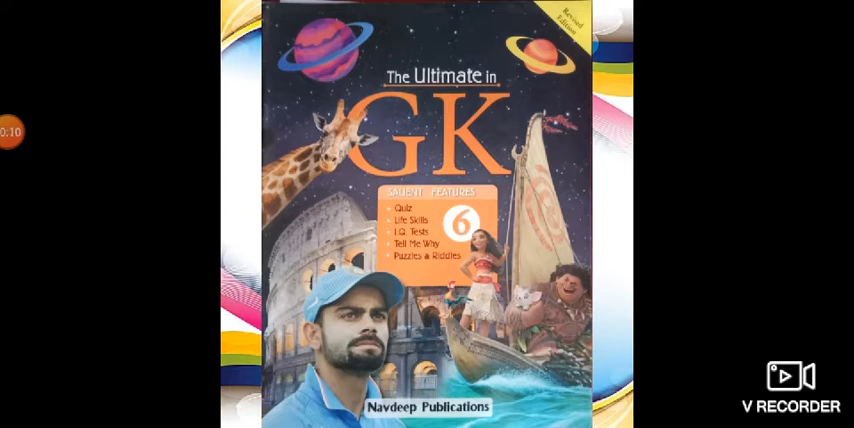 Revised
Edition
0:10
The Ultimate in
GK
SALIENT FEATURES
• Quiz
• Life Skills
• I.Q. Tests
• Tell Me Why
• Puzzles & Riddles
6
Navdeep Publications
V RECORDER